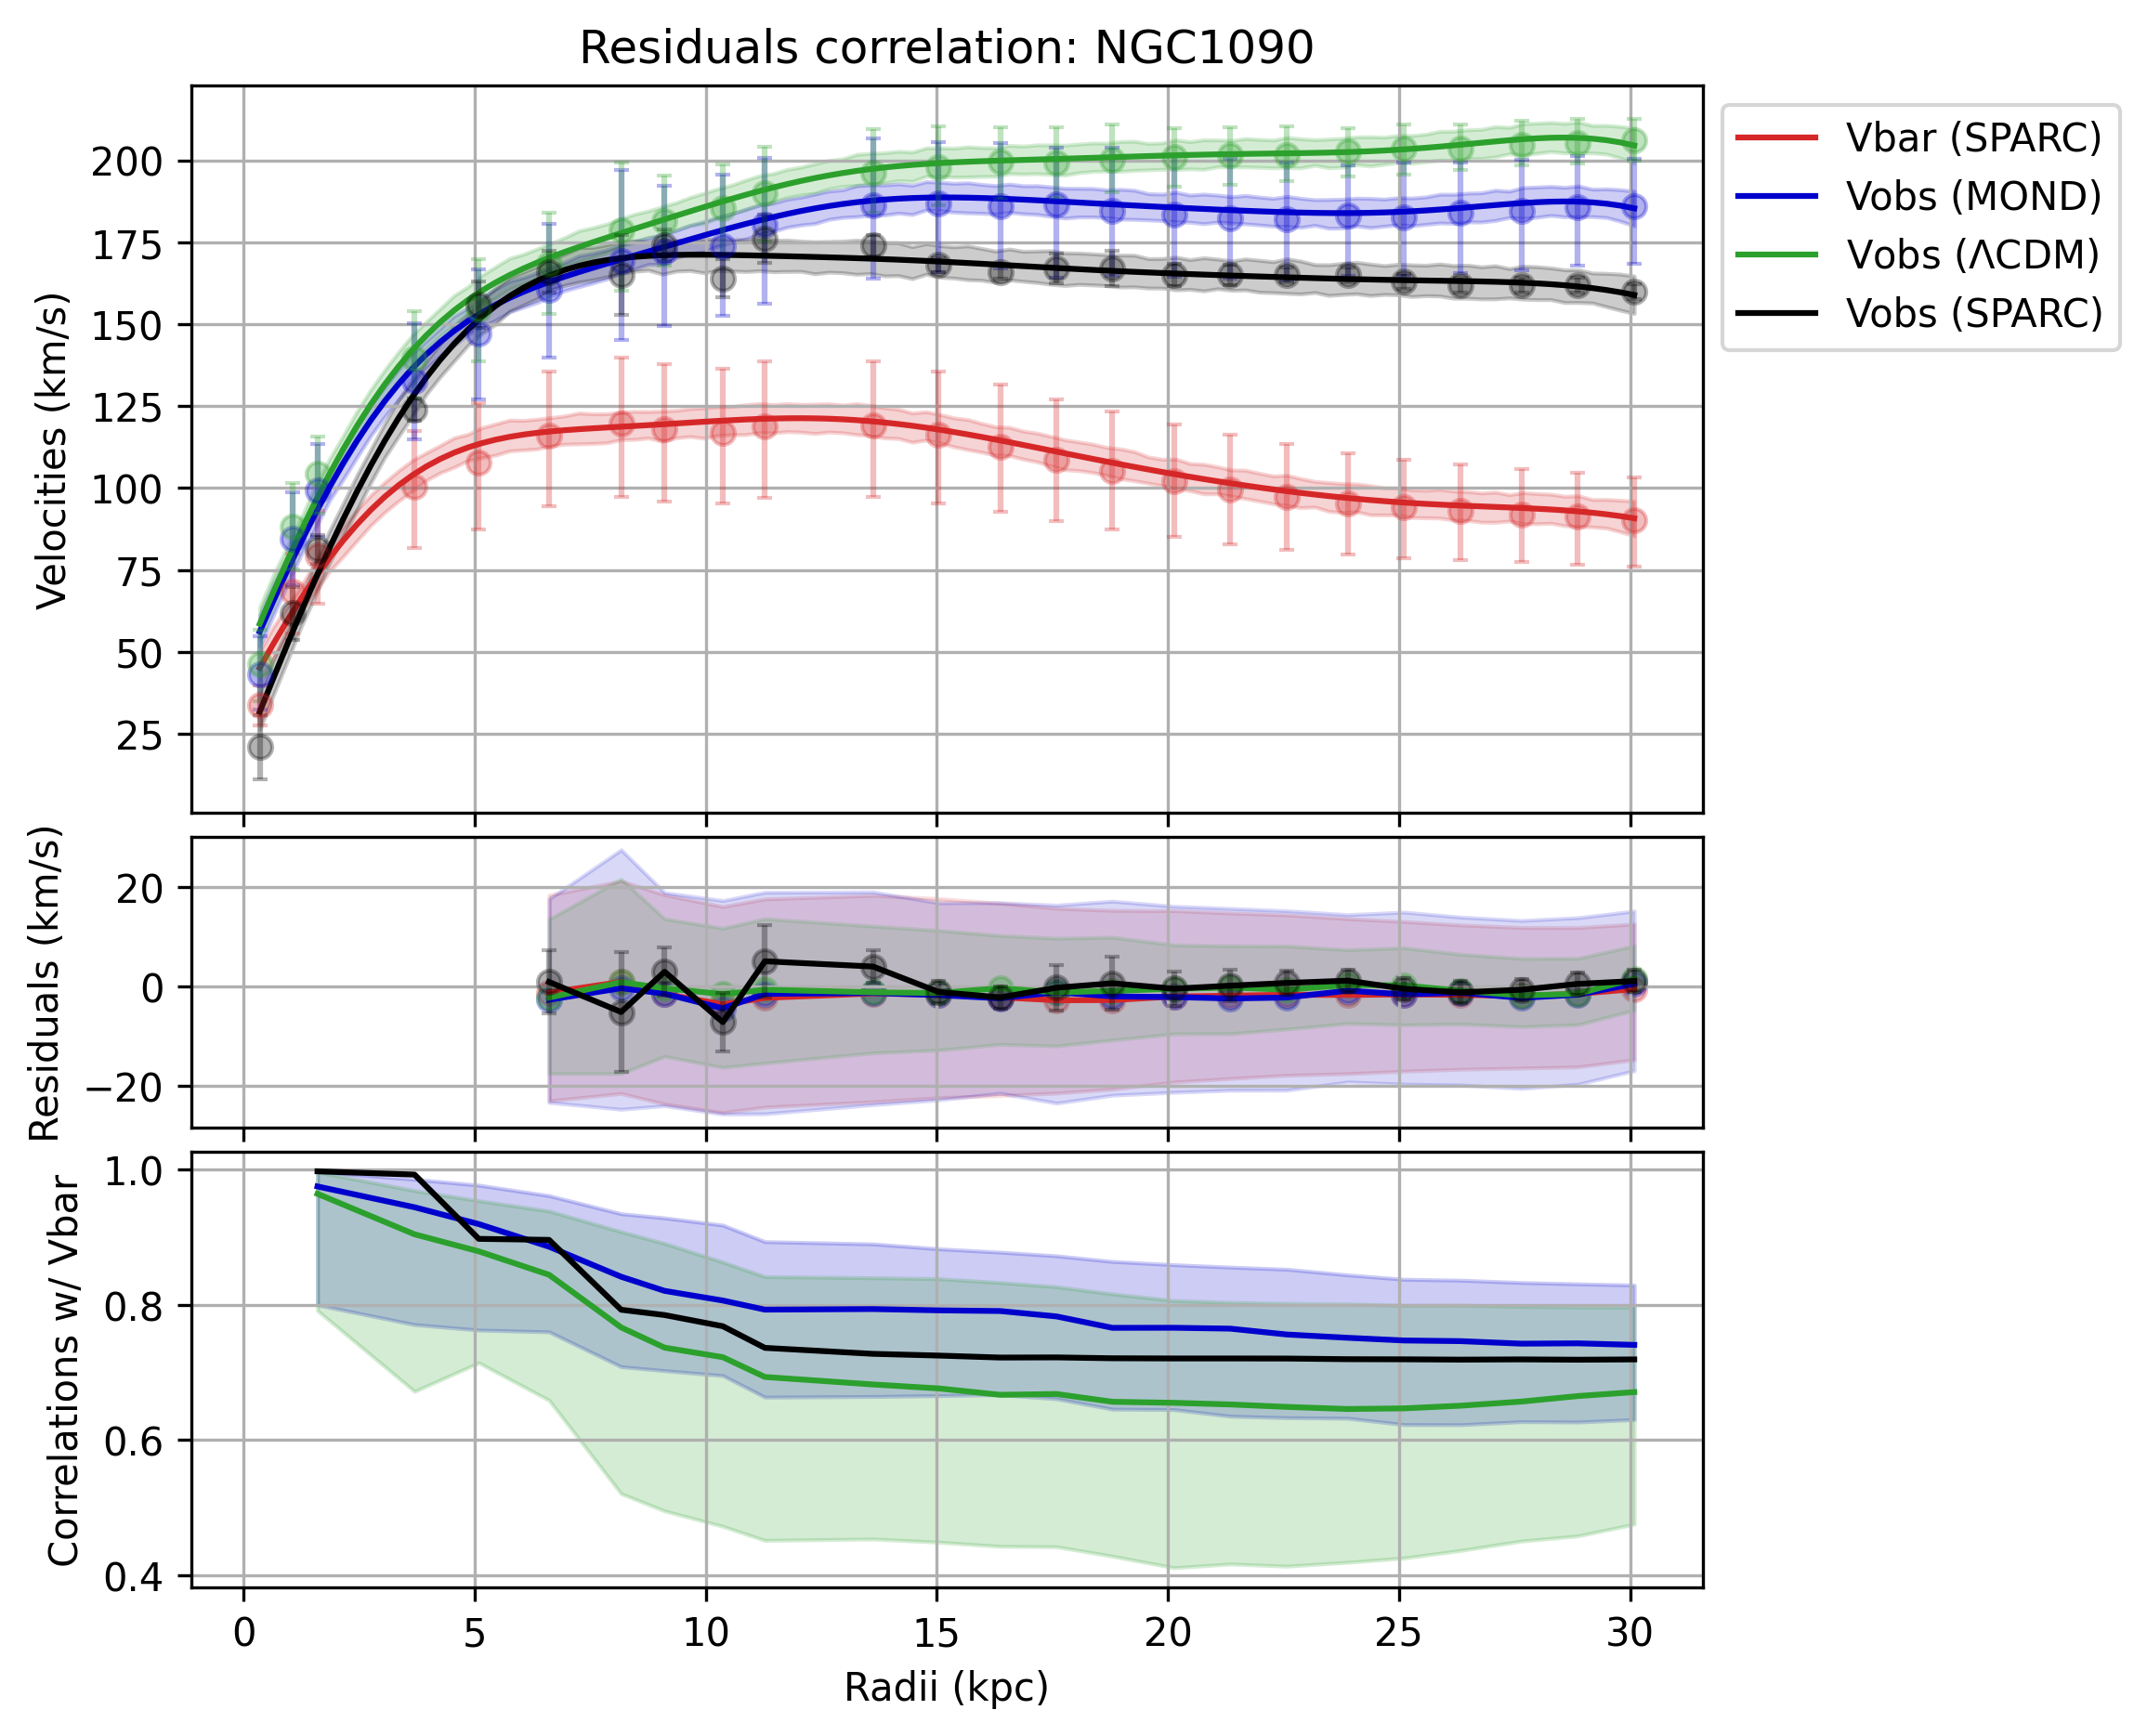 Residuals correlation: NGC1090
Vbar (SPARC)
Vobs (MOND)
Vobs (ΛCDM)
Vobs (SPARC)
Velocities (km/s)
200
175
150
125
100
75
50
25
Residuals (km/s)
20
0
−20
Correlations w/ Vbar
1.0
0.8
0.6
0.4
0 5 10 15 20 25 30
Radii (kpc)